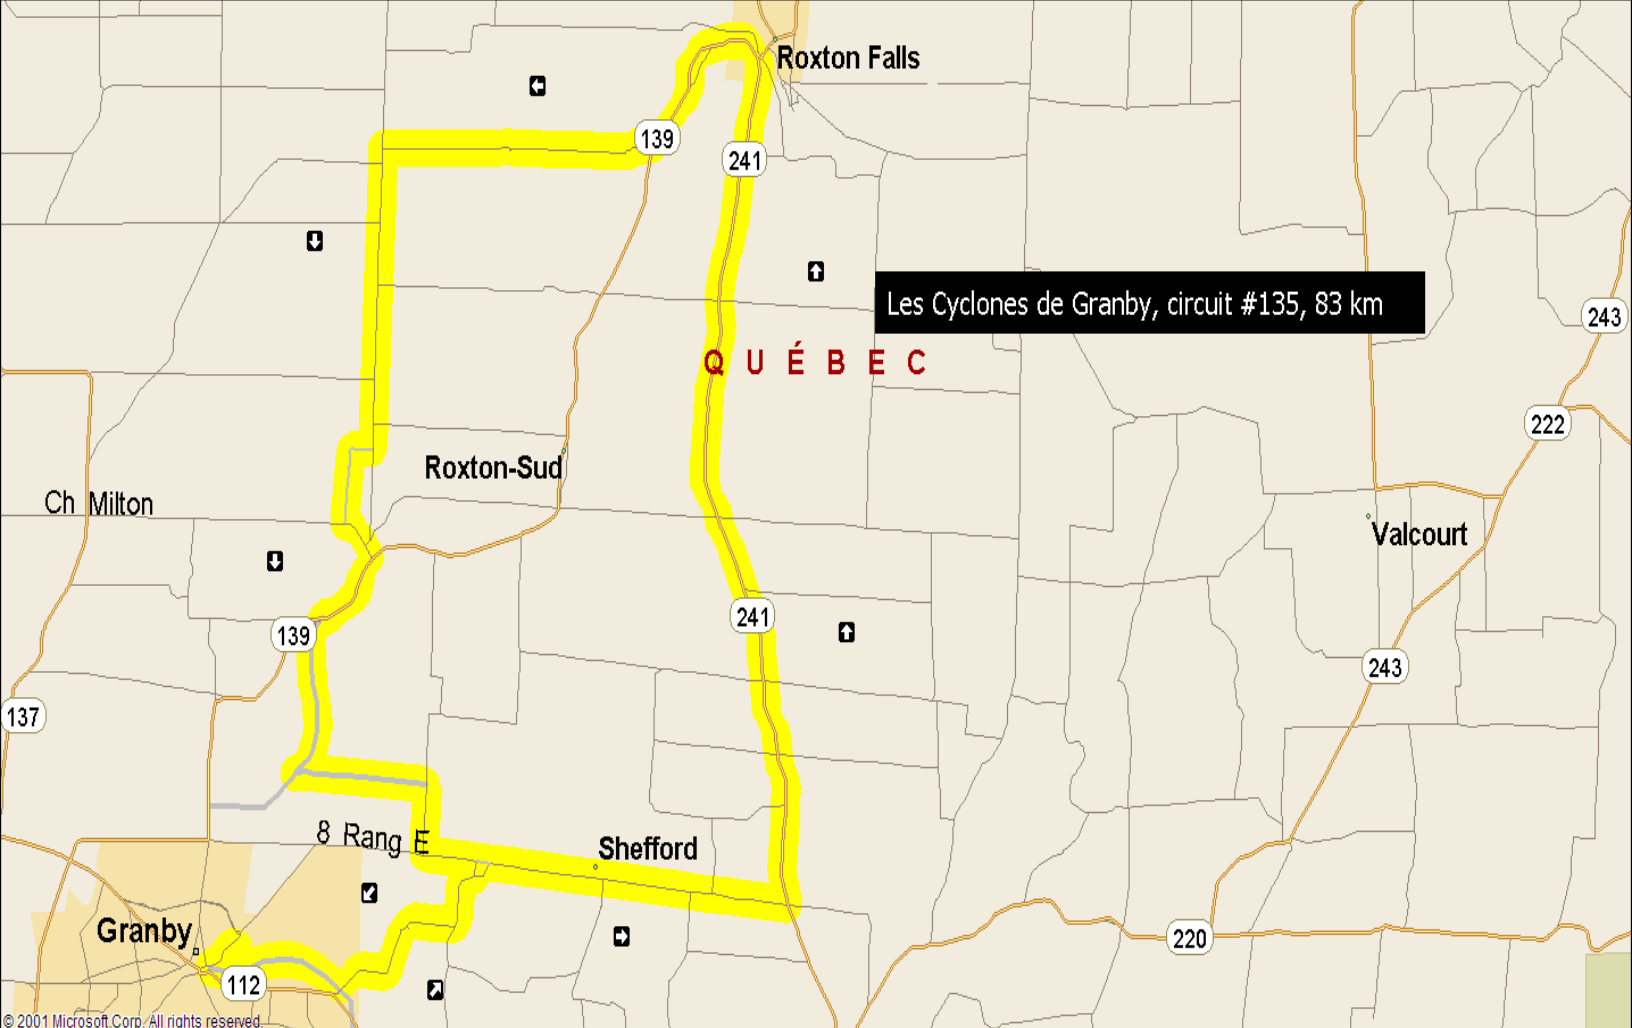 Roxton Falls
139
241
Les Cyclones de Granby, circuit #135, 83 km
243
QUÉBEC
222
Roxton-Sud
Ch Milton
Valcourt
241
139
243
137
8 Rang E
Shefford
Granby
220
112
© 2001 Microsoft Corp. All rights reserved.